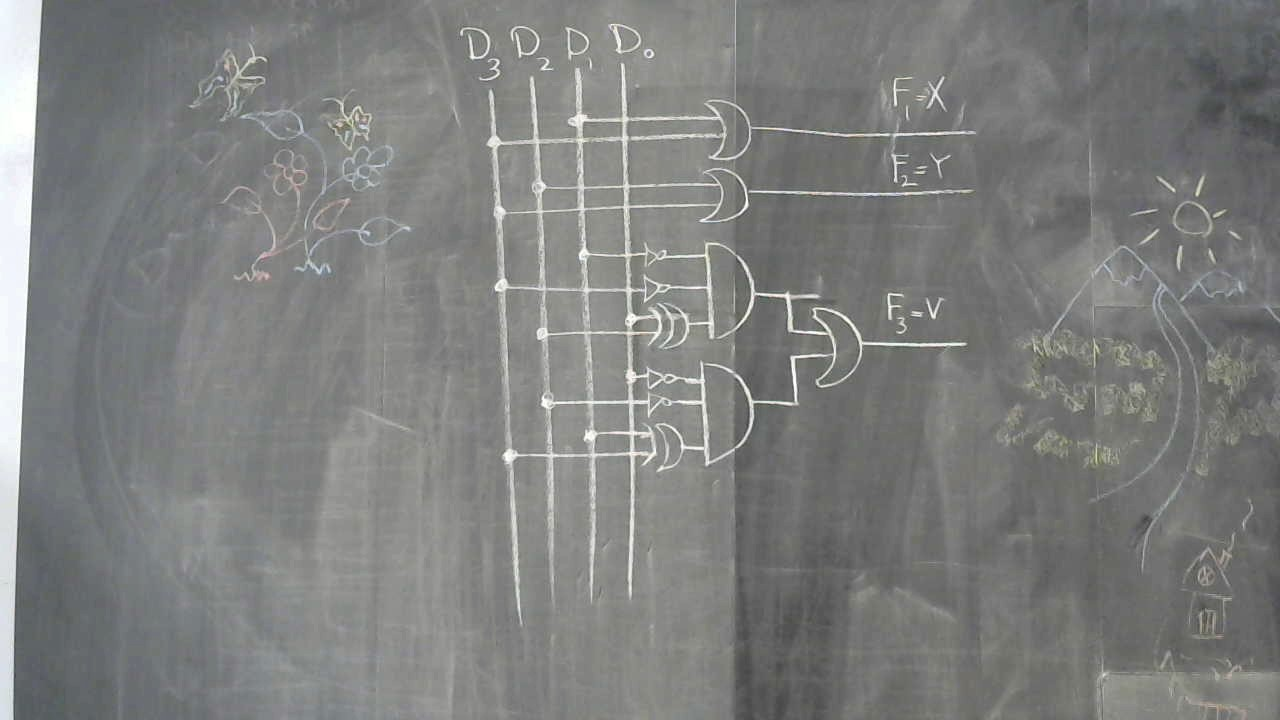 D₃ D₂ D₁ D₀
F₁=X
F₂=Y
F₃=V